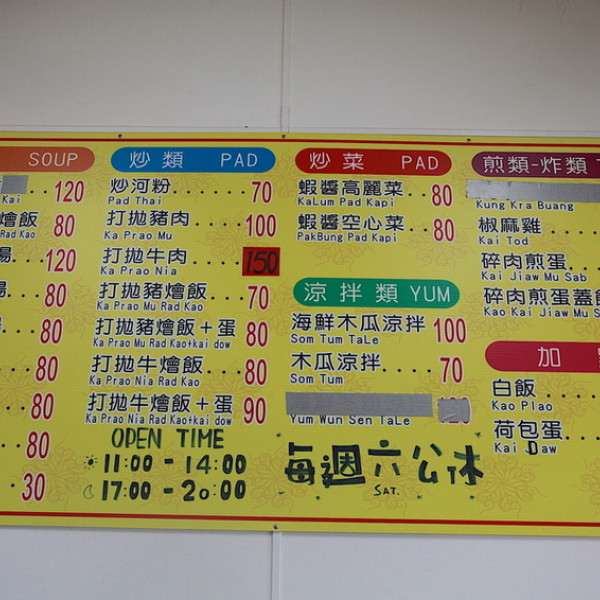 SOUP
Kai 120
燴飯 80
Rad Kao
湯 120
湯 80
80
80
80
80
30
炒類 PAD
炒河粉 70
Pad Thai
打拋豬肉 100
Ka Prao Mu
打拋牛肉 150
Ka Prao Nia
打拋豬燴飯 70
Ka Prao Mu Rad Kao
打拋豬燴飯+蛋 80
Ka Prao Mu Rad Kao+kai dow
打拋牛燴飯 80
Ka Prao Nia Rad Kao
打拋牛燴飯+蛋 90
Ka Prao Nia Rad Kao+kai dow
OPEN TIME
11:00 - 14:00
17:00 - 20:00
炒菜 PAD
蝦醬高麗菜 80
KaLum Pad Kapi
蝦醬空心菜 80
PakBung Pad Kapi
涼拌類 YUM
海鮮木瓜涼拌 100
Som Tum TaLe
木瓜涼拌 70
Som Tum
Yum Wun Sen TaLe
每週六公休
SAT.
煎類-炸類 T
Kung Kra Buang
椒麻雞
Kai Tod
碎肉煎蛋
Kai Jiaw Mu Sab
碎肉煎蛋蓋飯
Kao Kai Jiaw Mu S
加
白飯
Kao Plao
荷包蛋
Kai Daw